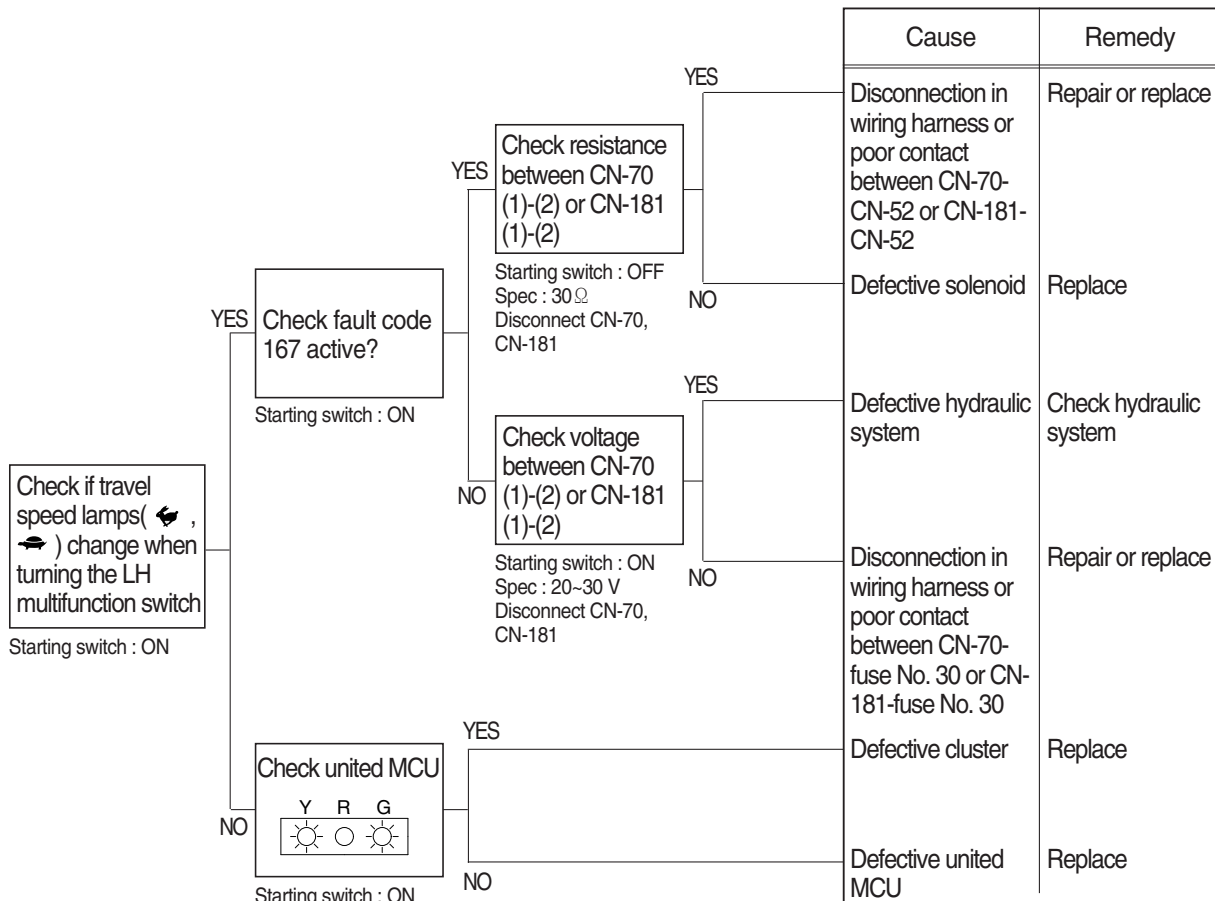 Cause
Remedy
YES
Disconnection in
wiring harness or
poor contact
between CN-70-
CN-52 or CN-181-
CN-52
Repair or replace
YES
Check resistance
between CN-70
(1)-(2) or CN-181
(1)-(2)
Starting switch : OFF
Spec : 30Ω
Disconnect CN-70,
CN-181
NO
Defective solenoid
Replace
YES
Check fault code
167 active?
Starting switch : ON
YES
Defective hydraulic
system
Check hydraulic
system
NO
Check voltage
between CN-70
(1)-(2) or CN-181
(1)-(2)
Starting switch : ON
Spec : 20~30 V
Disconnect CN-70,
CN-181
NO
Disconnection in
wiring harness or
poor contact
between CN-70-
fuse No. 30 or CN-
181-fuse No. 30
Repair or replace
Check if travel
speed lamps( ,
) change when
turning the LH
multifunction switch
Starting switch : ON
YES
Defective cluster
Replace
NO
Check united MCU
Y R G
Starting switch : ON
NO
Defective united
MCU
Replace